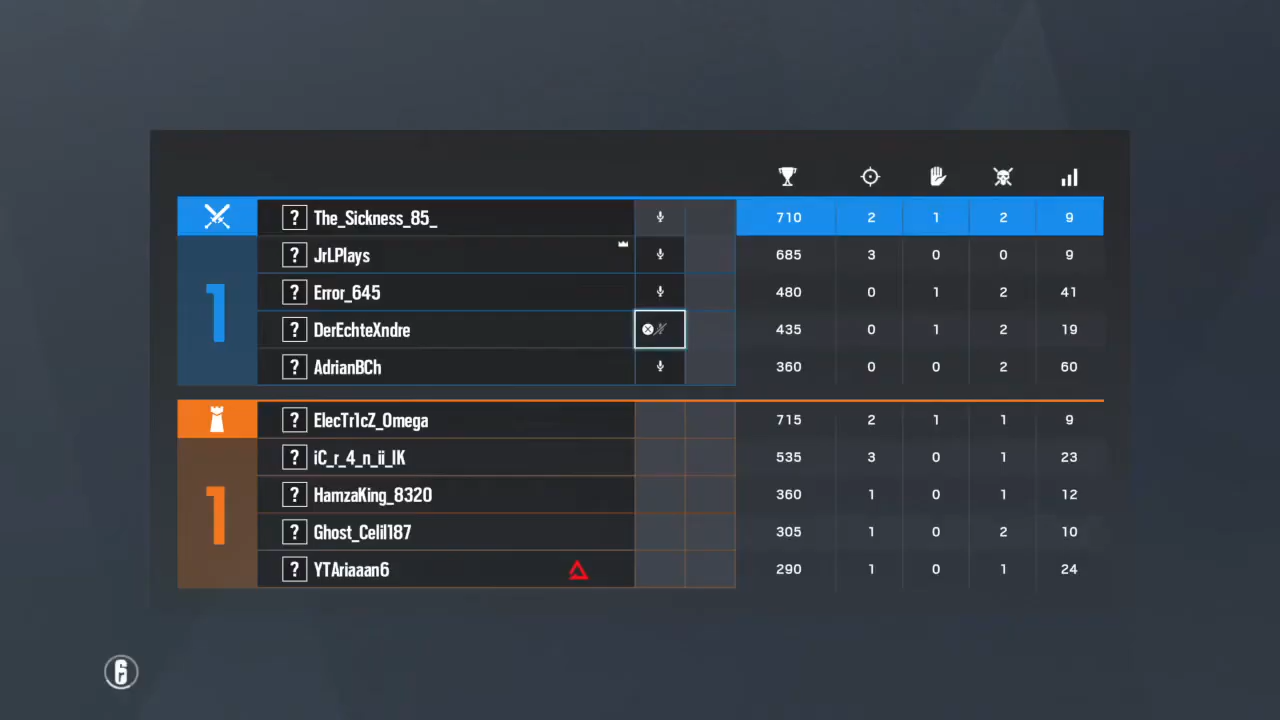 ? The_Sickness_85_ 710 2 1 2 9
? JrLPlays 685 3 0 0 9
1
? Error_645 480 0 1 2 41
? DerEchteXndre 435 0 1 2 19
? AdrianBCh 360 0 0 2 60
? ElecTr1cZ_Omega 715 2 1 1 9
? iC_r_4_n_ii_IK 535 3 0 1 23
1
? HamzaKing_8320 360 1 0 1 12
? Ghost_Celil187 305 1 0 2 10
? YTAriaaan6 290 1 0 1 24
6